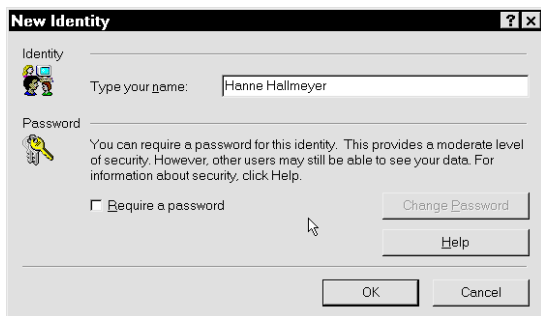 New Identity
Identity
Type your name: Hanne Hallmeyer
Password
You can require a password for this identity. This provides a moderate level
of security. However, other users may still be able to see your data. For
information about security, click Help.
Require a password Change Password
Help
OK Cancel